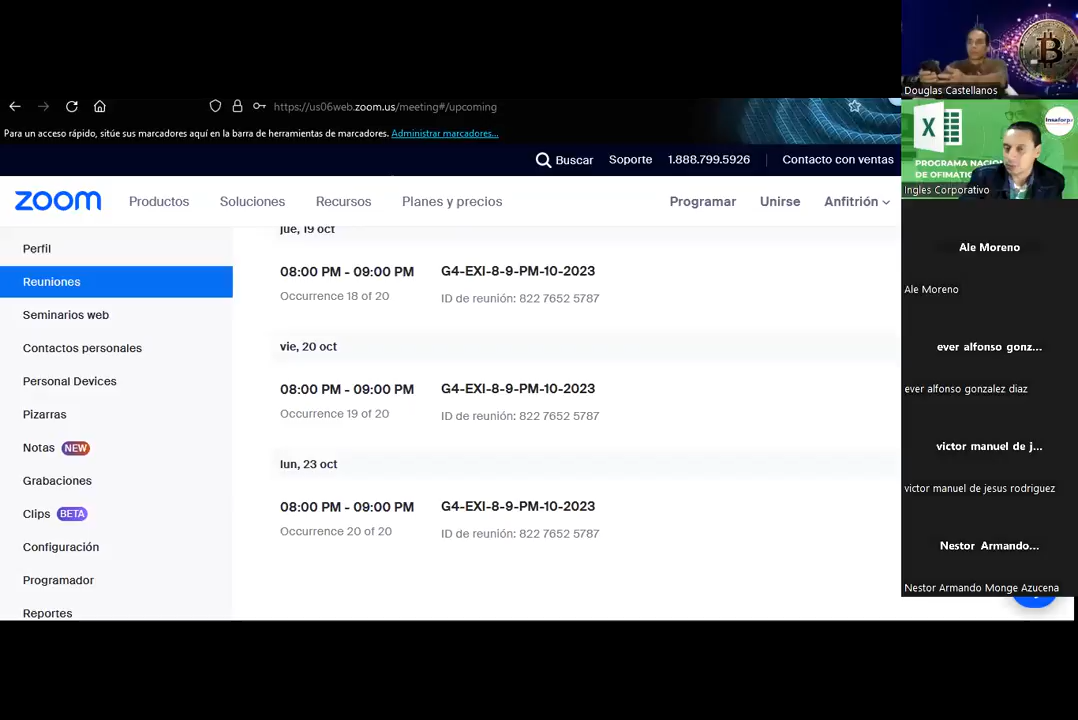 https://us06web.zoom.us/meeting#/upcoming
Para un acceso rápido, sitúe sus marcadores aquí en la barra de herramientas de marcadores. Administrar marcadores...
Buscar Soporte 1.888.799.5926 Contacto con ventas
zoom Productos Soluciones Recursos Planes y precios Programar Unirse Anfitrión
Perfil
Reuniones
Seminarios web
Contactos personales
Personal Devices
Pizarras
Notas NEW
Grabaciones
Clips BETA
Configuración
Programador
Reportes
jue, 19 oct
08:00 PM - 09:00 PM G4-EXI-8-9-PM-10-2023
Occurrence 18 of 20 ID de reunión: 822 7652 5787
vie, 20 oct
08:00 PM - 09:00 PM G4-EXI-8-9-PM-10-2023
Occurrence 19 of 20 ID de reunión: 822 7652 5787
lun, 23 oct
08:00 PM - 09:00 PM G4-EXI-8-9-PM-10-2023
Occurrence 20 of 20 ID de reunión: 822 7652 5787
Douglas Castellanos
X
Insaforp
PROGRAMA NACIO
DE OFIMÁTIC
Ingles Corporativo
Ale Moreno
Ale Moreno
ever alfonso gonz...
ever alfonso gonzalez diaz
victor manuel de j...
victor manuel de jesus rodriguez
Nestor Armando...
Nestor Armando Monge Azucena